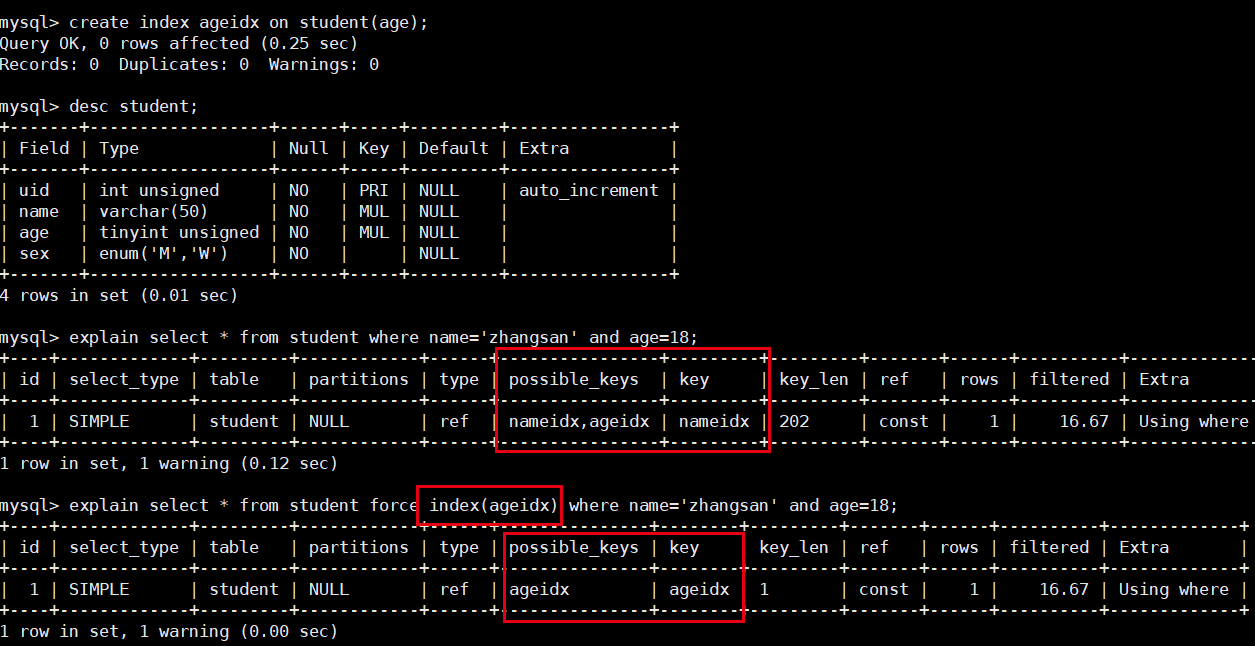 mysql> create index ageidx on student(age);
Query OK, 0 rows affected (0.25 sec)
Records: 0  Duplicates: 0  Warnings: 0
mysql> desc student;
+-------+------------------+------+-----+---------+----------------+
| Field | Type             | Null | Key | Default | Extra          |
+-------+------------------+------+-----+---------+----------------+
| uid   | int unsigned     | NO   | PRI | NULL    | auto_increment |
| name  | varchar(50)      | NO   | MUL | NULL    |                |
| age   | tinyint unsigned | NO   | MUL | NULL    |                |
| sex   | enum('M','W')    | NO   |     | NULL    |                |
+-------+------------------+------+-----+---------+----------------+
4 rows in set (0.01 sec)
mysql> explain select * from student where name='zhangsan' and age=18;
+----+-------------+---------+------------+------+----------------+---------+---------+-------+------+----------+------------
| id | select_type | table   | partitions | type | possible_keys  | key     | key_len | ref   | rows | filtered | Extra
+----+-------------+---------+------------+------+----------------+---------+---------+-------+------+----------+------------
| 1 | SIMPLE      | student | NULL       | ref  | nameidx,ageidx | nameidx | 202     | const |    1 |    16.67 | Using where
+----+-------------+---------+------------+------+----------------+---------+---------+-------+------+----------+------------
1 row in set, 1 warning (0.12 sec)
mysql> explain select * from student force index(ageidx) where name='zhangsan' and age=18;
+----+-------------+---------+------------+------+---------------+--------+---------+-------+------+----------+-------------+
| id | select_type | table   | partitions | type | possible_keys | key    | key_len | ref   | rows | filtered | Extra       |
+----+-------------+---------+------------+------+---------------+--------+---------+-------+------+----------+-------------+
| 1 | SIMPLE      | student | NULL       | ref  | ageidx        | ageidx | 1       | const |    1 |    16.67 | Using where |
+----+-------------+---------+------------+------+---------------+--------+---------+-------+------+----------+-------------+
1 row in set, 1 warning (0.00 sec)